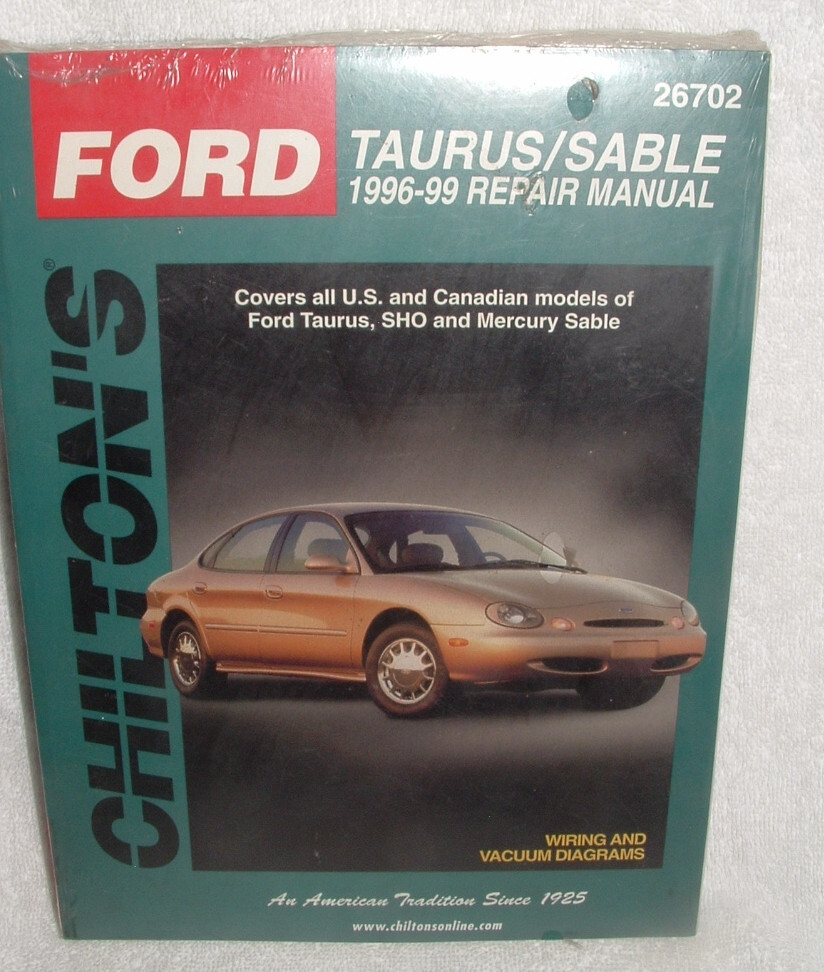 26702
FORD
TAURUS/SABLE
1996-99 REPAIR MANUAL
CHILTON'S®
Covers all U.S. and Canadian models of
Ford Taurus, SHO and Mercury Sable
WIRING AND
VACUUM DIAGRAMS
An American Tradition Since 1925
www.chiltonsonline.com